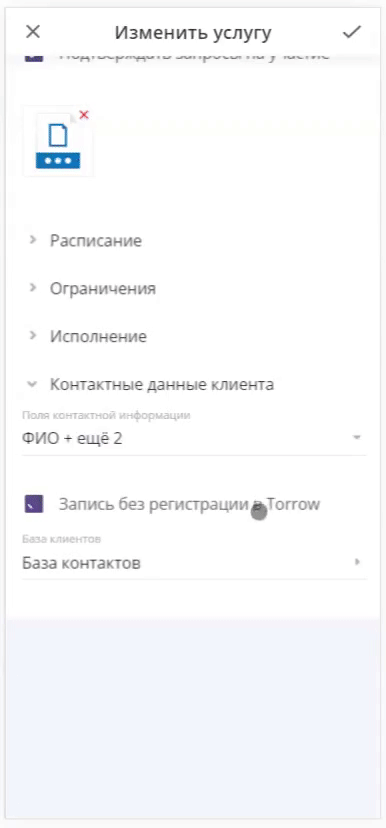 Изменить услугу
Подтверждать запросы на участие
Расписание
Ограничения
Исполнение
Контактные данные клиента
Поля контактной информации
ФИО + ещё 2
Запись без регистрации в Torrow
База клиентов
База контактов